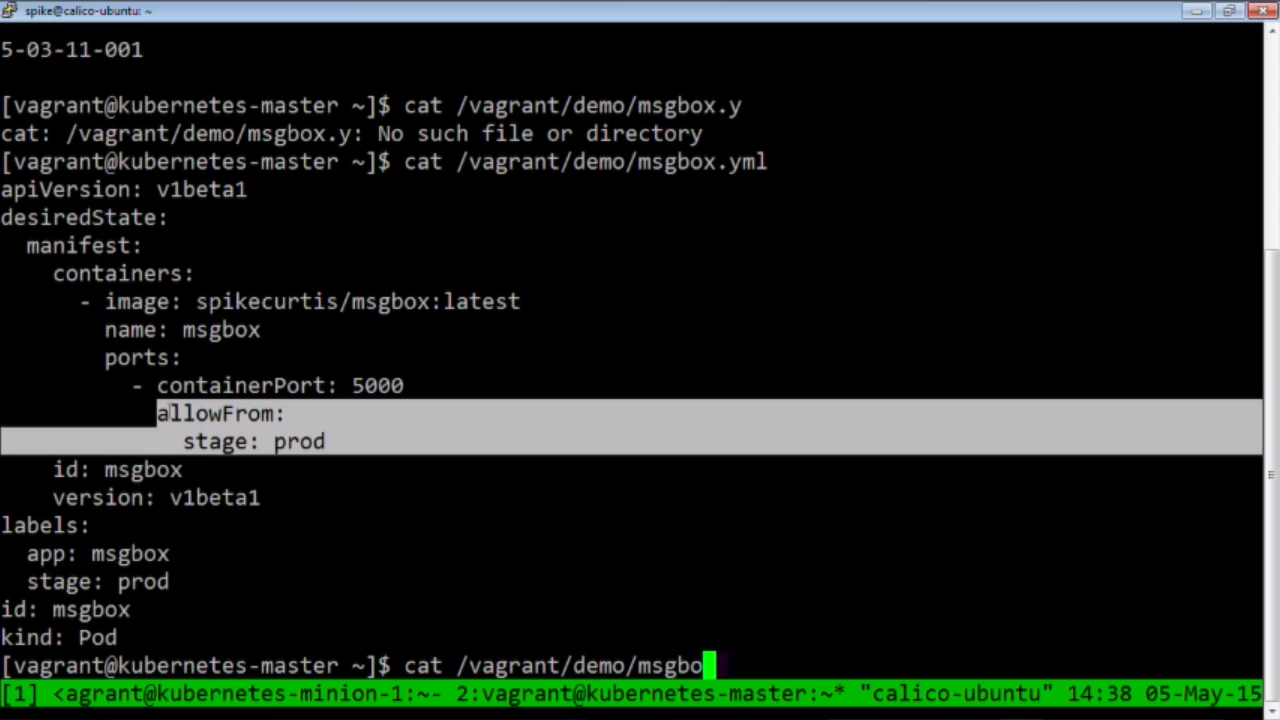 spike@calico-ubuntu: ~
5-03-11-001
[vagrant@kubernetes-master ~]$ cat /vagrant/demo/msgbox.y
cat: /vagrant/demo/msgbox.y: No such file or directory
[vagrant@kubernetes-master ~]$ cat /vagrant/demo/msgbox.yml
apiVersion: v1beta1
desiredState:
  manifest:
    containers:
      - image: spikecurtis/msgbox:latest
        name: msgbox
        ports:
          - containerPort: 5000
            allowFrom:
              stage: prod
    id: msgbox
    version: v1beta1
labels:
  app: msgbox
  stage: prod
id: msgbox
kind: Pod
[vagrant@kubernetes-master ~]$ cat /vagrant/demo/msgbo
[1] <agrant@kubernetes-minion-1:~- 2:vagrant@kubernetes-master:~* "calico-ubuntu" 14:38 05-May-15